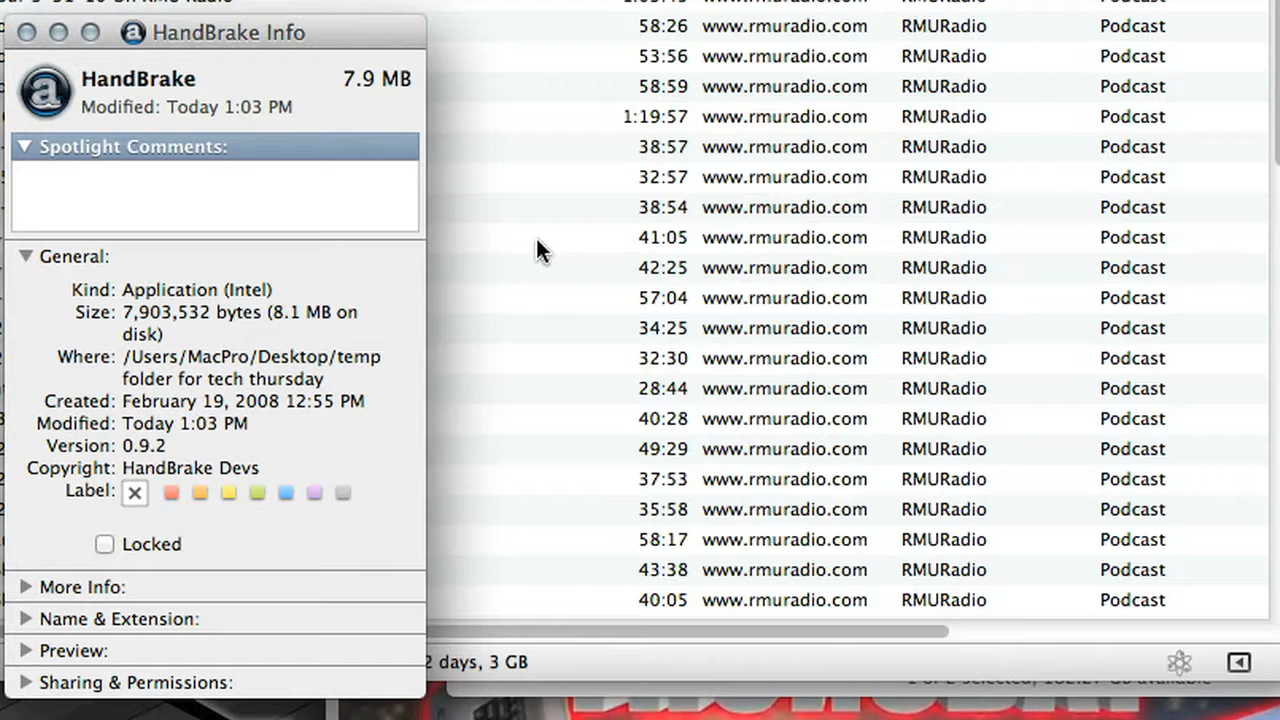 HandBrake Info
HandBrake 7.9 MB
Modified: Today 1:03 PM
Spotlight Comments:
General:
Kind: Application (Intel)
Size: 7,903,532 bytes (8.1 MB on
disk)
Where: /Users/MacPro/Desktop/temp
folder for tech thursday
Created: February 19, 2008 12:55 PM
Modified: Today 1:03 PM
Version: 0.9.2
Copyright: HandBrake Devs
Label:
Locked
More Info:
Name & Extension:
Preview:
Sharing & Permissions:
58:26 www.rmuradio.com RMURadio Podcast
53:56 www.rmuradio.com RMURadio Podcast
58:59 www.rmuradio.com RMURadio Podcast
1:19:57 www.rmuradio.com RMURadio Podcast
38:57 www.rmuradio.com RMURadio Podcast
32:57 www.rmuradio.com RMURadio Podcast
38:54 www.rmuradio.com RMURadio Podcast
41:05 www.rmuradio.com RMURadio Podcast
42:25 www.rmuradio.com RMURadio Podcast
57:04 www.rmuradio.com RMURadio Podcast
34:25 www.rmuradio.com RMURadio Podcast
32:30 www.rmuradio.com RMURadio Podcast
28:44 www.rmuradio.com RMURadio Podcast
40:28 www.rmuradio.com RMURadio Podcast
49:29 www.rmuradio.com RMURadio Podcast
37:53 www.rmuradio.com RMURadio Podcast
35:58 www.rmuradio.com RMURadio Podcast
58:17 www.rmuradio.com RMURadio Podcast
43:38 www.rmuradio.com RMURadio Podcast
40:05 www.rmuradio.com RMURadio Podcast
2 days, 3 GB